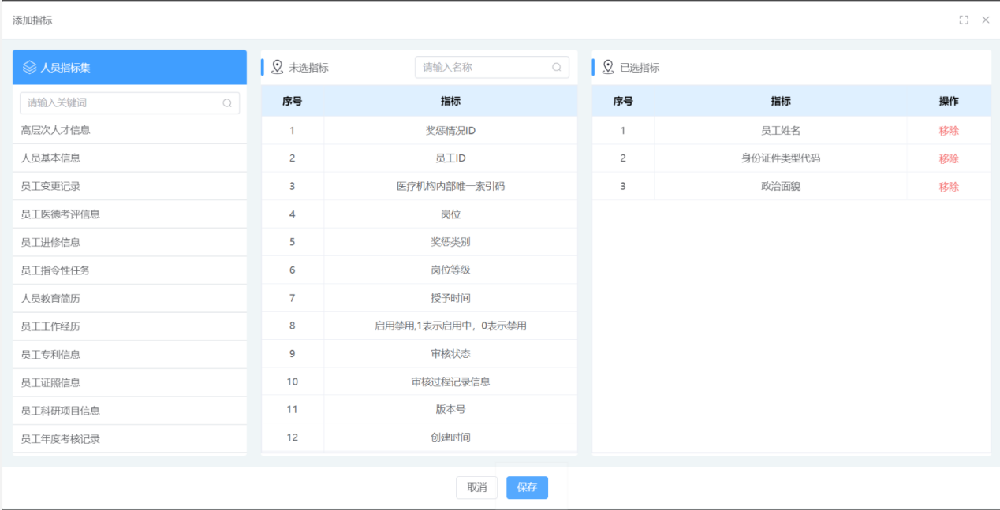 添加指标
人员指标集
请输入关键词
高层次人才信息
人员基本信息
员工变更记录
员工医德考评信息
员工进修信息
员工指令性任务
人员教育简历
员工工作经历
员工专利信息
员工证照信息
员工科研项目信息
员工年度考核记录
未选指标
请输入名称
序号 指标
1 奖惩情况ID
2 员工ID
3 医疗机构内部唯一索引码
4 岗位
5 奖惩类别
6 岗位等级
7 授予时间
8 启用禁用,1表示启用中，0表示禁用
9 审核状态
10 审核过程记录信息
11 版本号
12 创建时间
已选指标
序号 指标 操作
1 员工姓名 移除
2 身份证件类型代码 移除
3 政治面貌 移除
取消 保存